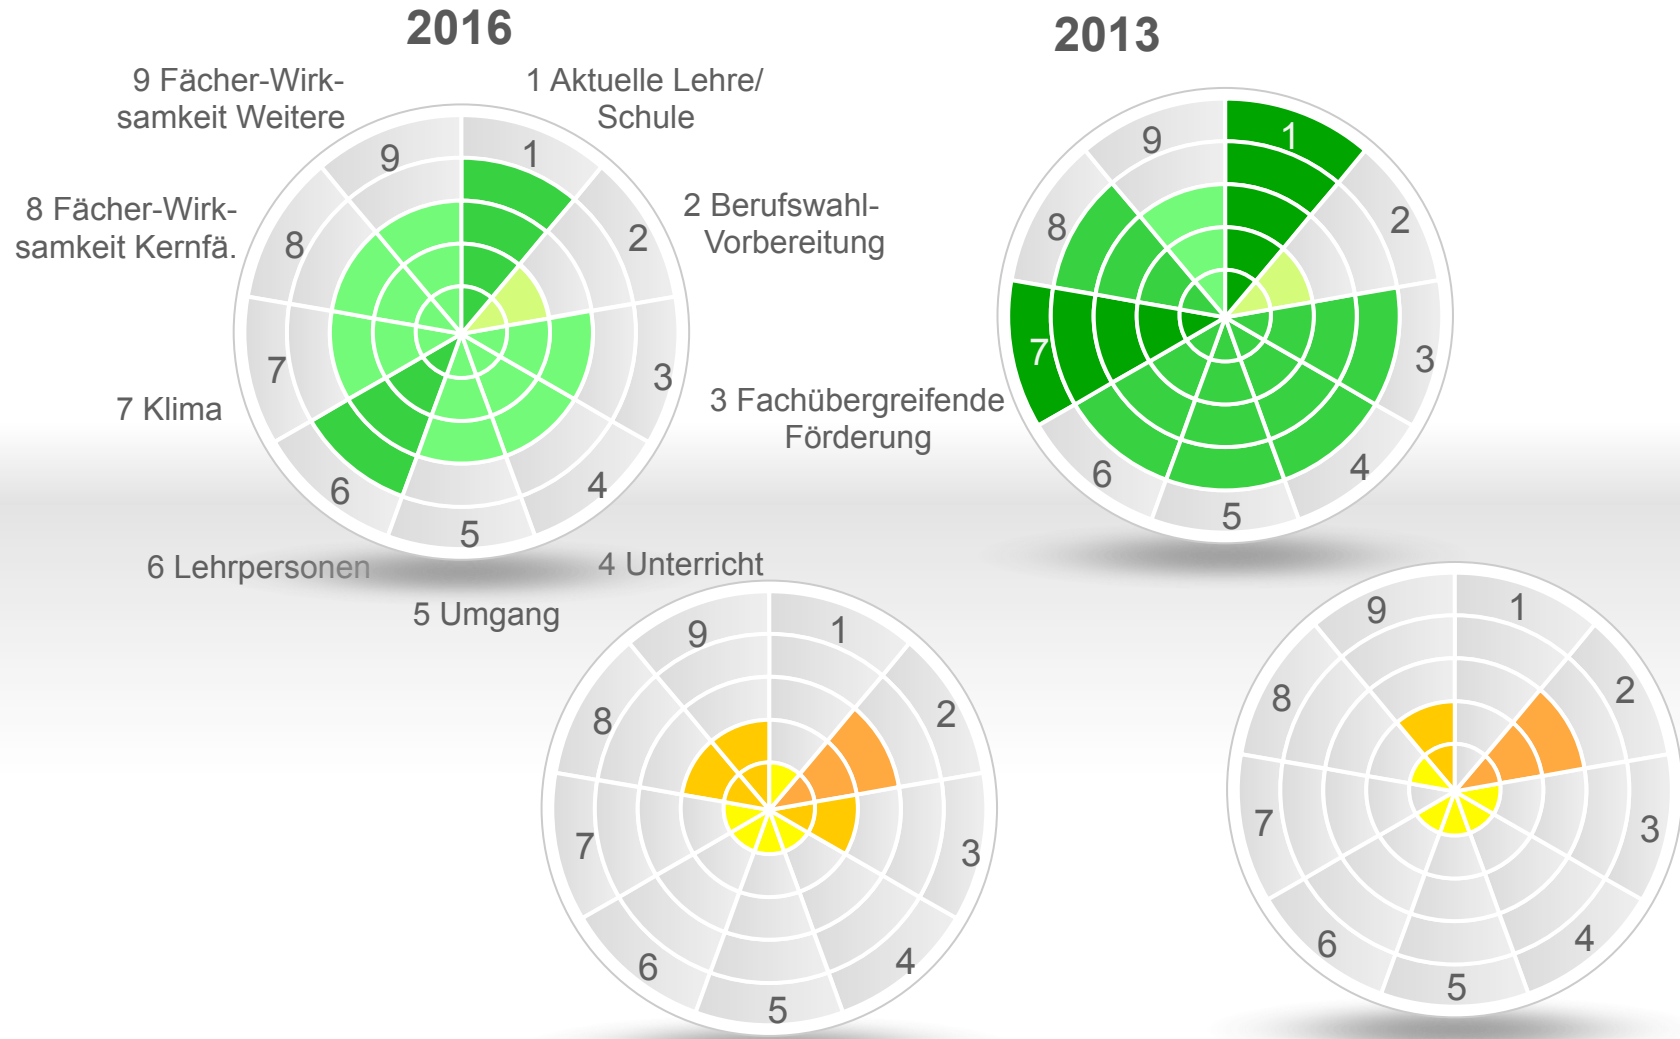 2016
2013
9 Fächer-Wirk-
samkeit Weitere
1 Aktuelle Lehre/
Schule
8 Fächer-Wirk-
samkeit Kernfä.
2 Berufswahl-
Vorbereitung
7 Klima
3 Fachübergreifende
Förderung
6 Lehrpersonen
4 Unterricht
5 Umgang
1
2
3
4
5
6
7
8
9
1
2
3
4
5
6
7
8
9
1
2
3
4
5
6
7
8
9
1
2
3
4
5
6
7
8
9